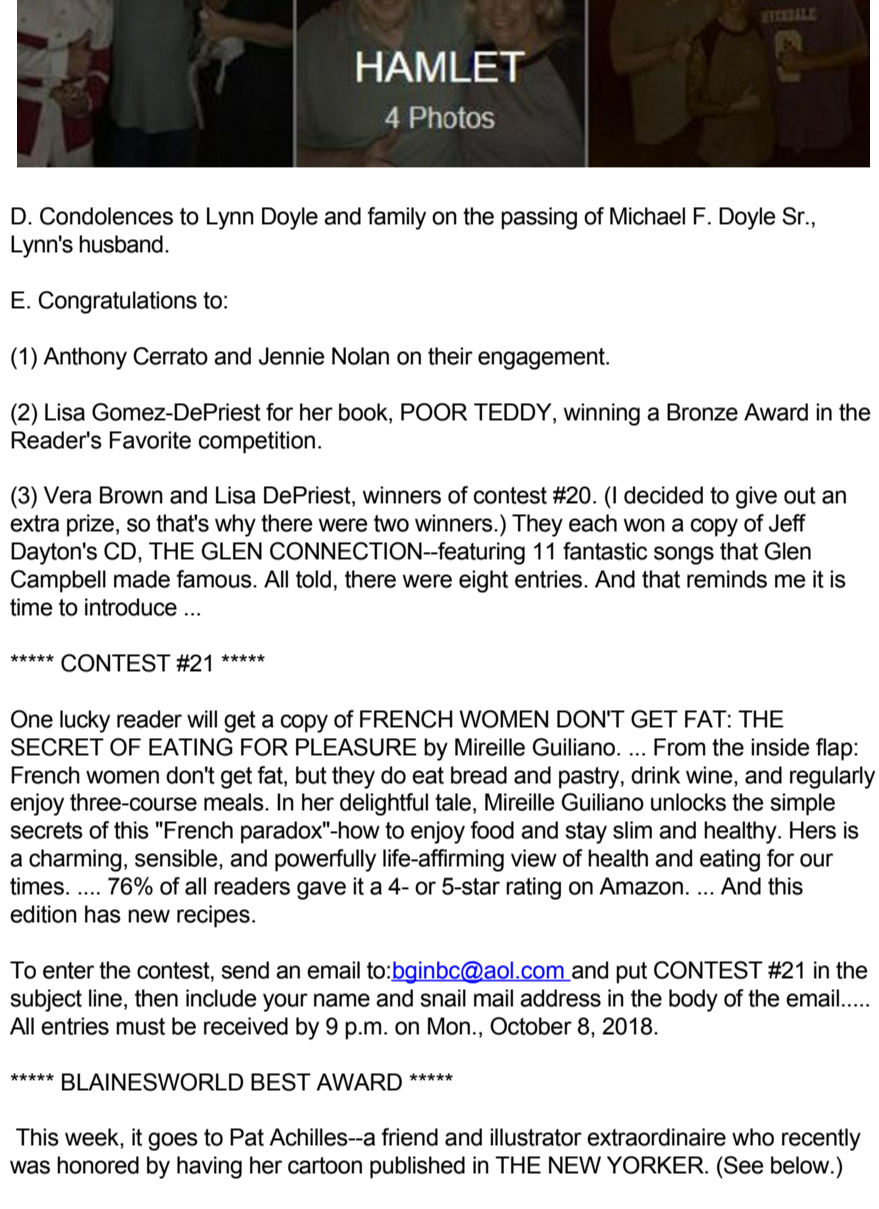 RIVERDALE
HAMLET
4 Photos
D. Condolences to Lynn Doyle and family on the passing of Michael F. Doyle Sr.,
Lynn's husband.
E. Congratulations to:
(1) Anthony Cerrato and Jennie Nolan on their engagement.
(2) Lisa Gomez-DePriest for her book, POOR TEDDY, winning a Bronze Award in the
Reader's Favorite competition.
(3) Vera Brown and Lisa DePriest, winners of contest #20. (I decided to give out an
extra prize, so that's why there were two winners.) They each won a copy of Jeff
Dayton's CD, THE GLEN CONNECTION--featuring 11 fantastic songs that Glen
Campbell made famous. All told, there were eight entries. And that reminds me it is
time to introduce ...
***** CONTEST #21 *****
One lucky reader will get a copy of FRENCH WOMEN DON'T GET FAT: THE
SECRET OF EATING FOR PLEASURE by Mireille Guiliano. ... From the inside flap:
French women don't get fat, but they do eat bread and pastry, drink wine, and regularly
enjoy three-course meals. In her delightful tale, Mireille Guiliano unlocks the simple
secrets of this "French paradox"-how to enjoy food and stay slim and healthy. Hers is
a charming, sensible, and powerfully life-affirming view of health and eating for our
times. .... 76% of all readers gave it a 4- or 5-star rating on Amazon. ... And this
edition has new recipes.
To enter the contest, send an email to:bginbc@aol.com and put CONTEST #21 in the
subject line, then include your name and snail mail address in the body of the email.....
All entries must be received by 9 p.m. on Mon., October 8, 2018.
***** BLAINESWORLD BEST AWARD *****
This week, it goes to Pat Achilles--a friend and illustrator extraordinaire who recently
was honored by having her cartoon published in THE NEW YORKER. (See below.)